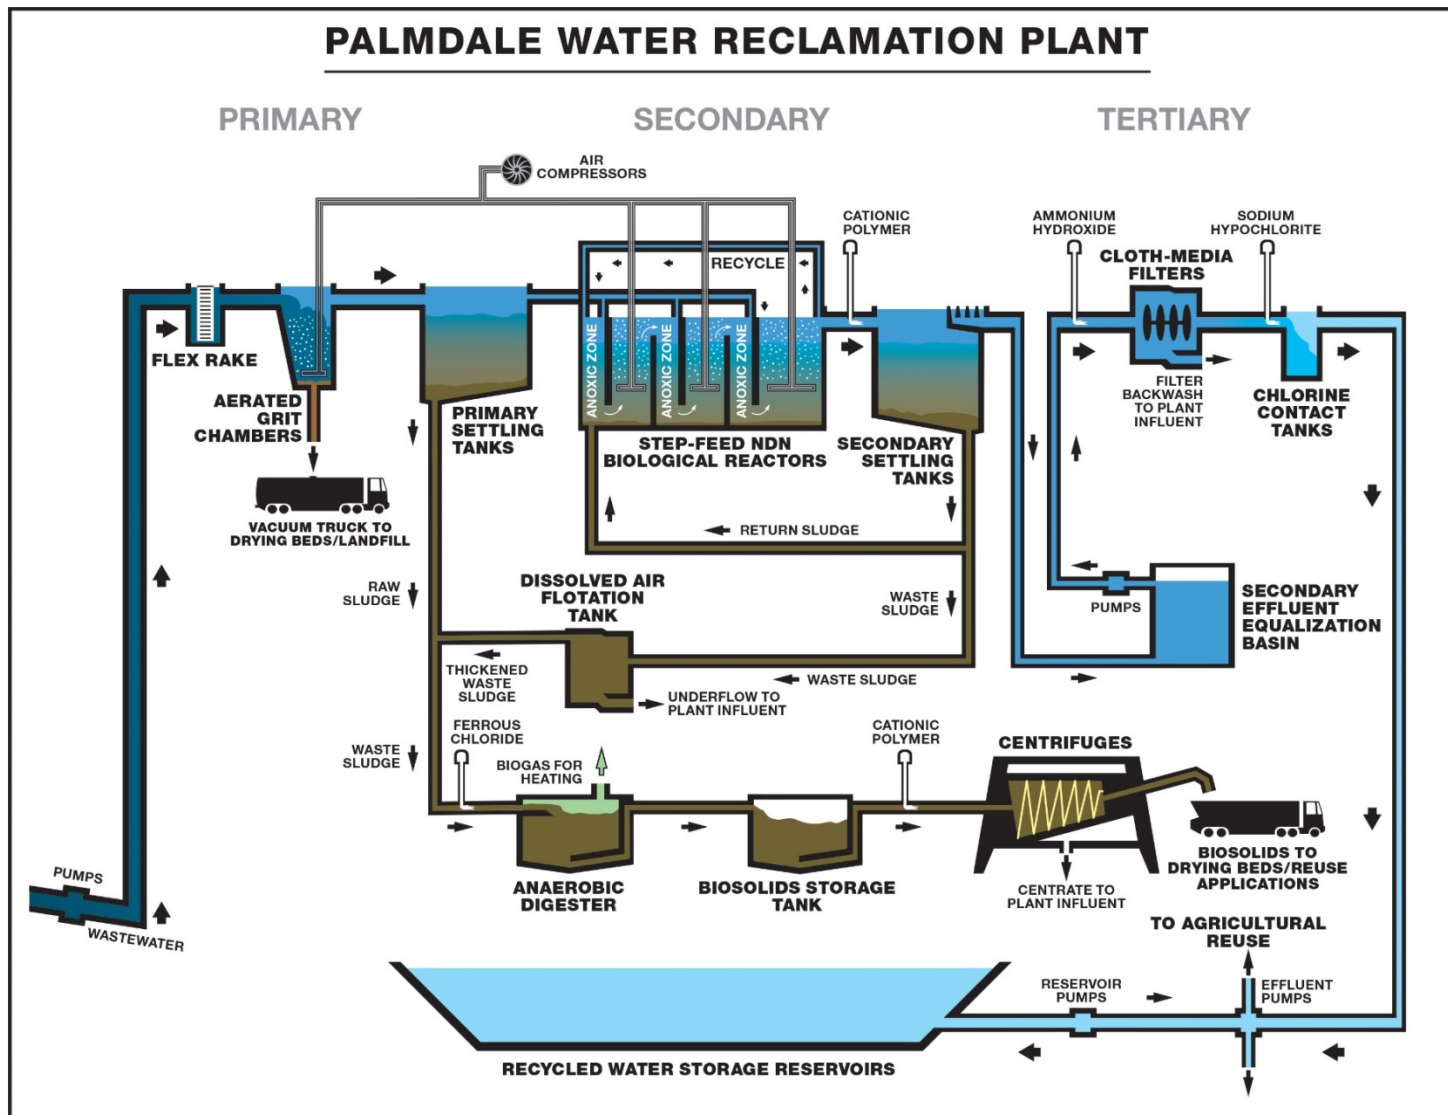 PALMDALE WATER RECLAMATION PLANT
PRIMARY
SECONDARY
TERTIARY
AIR
COMPRESSORS
CATIONIC
POLYMER
AMMONIUM
HYDROXIDE
SODIUM
HYPOCHLORITE
CLOTH-MEDIA
FILTERS
RECYCLE
FLEX RAKE
AERATED
GRIT
CHAMBERS
PRIMARY
SETTLING
TANKS
ANOXIC ZONE
ANOXIC ZONE
ANOXIC ZONE
STEP-FEED NDN
BIOLOGICAL REACTORS
SECONDARY
SETTLING
TANKS
FILTER
BACKWASH
TO PLANT
INFLUENT
CHLORINE
CONTACT
TANKS
VACUUM TRUCK TO
DRYING BEDS/LANDFILL
RETURN SLUDGE
RAW
SLUDGE
DISSOLVED AIR
FLOTATION
TANK
WASTE
SLUDGE
PUMPS
SECONDARY
EFFLUENT
EQUALIZATION
BASIN
THICKENED
WASTE
SLUDGE
WASTE SLUDGE
UNDERFLOW TO
PLANT INFLUENT
WASTE
SLUDGE
FERROUS
CHLORIDE
BIOGAS FOR
HEATING
CATIONIC
POLYMER
CENTRIFUGES
ANAEROBIC
DIGESTER
BIOSOLIDS STORAGE
TANK
CENTRATE TO
PLANT INFLUENT
BIOSOLIDS TO
DRYING BEDS/REUSE
APPLICATIONS
PUMPS
WASTEWATER
TO AGRICULTURAL
REUSE
RESERVOIR
PUMPS
EFFLUENT
PUMPS
RECYCLED WATER STORAGE RESERVOIRS